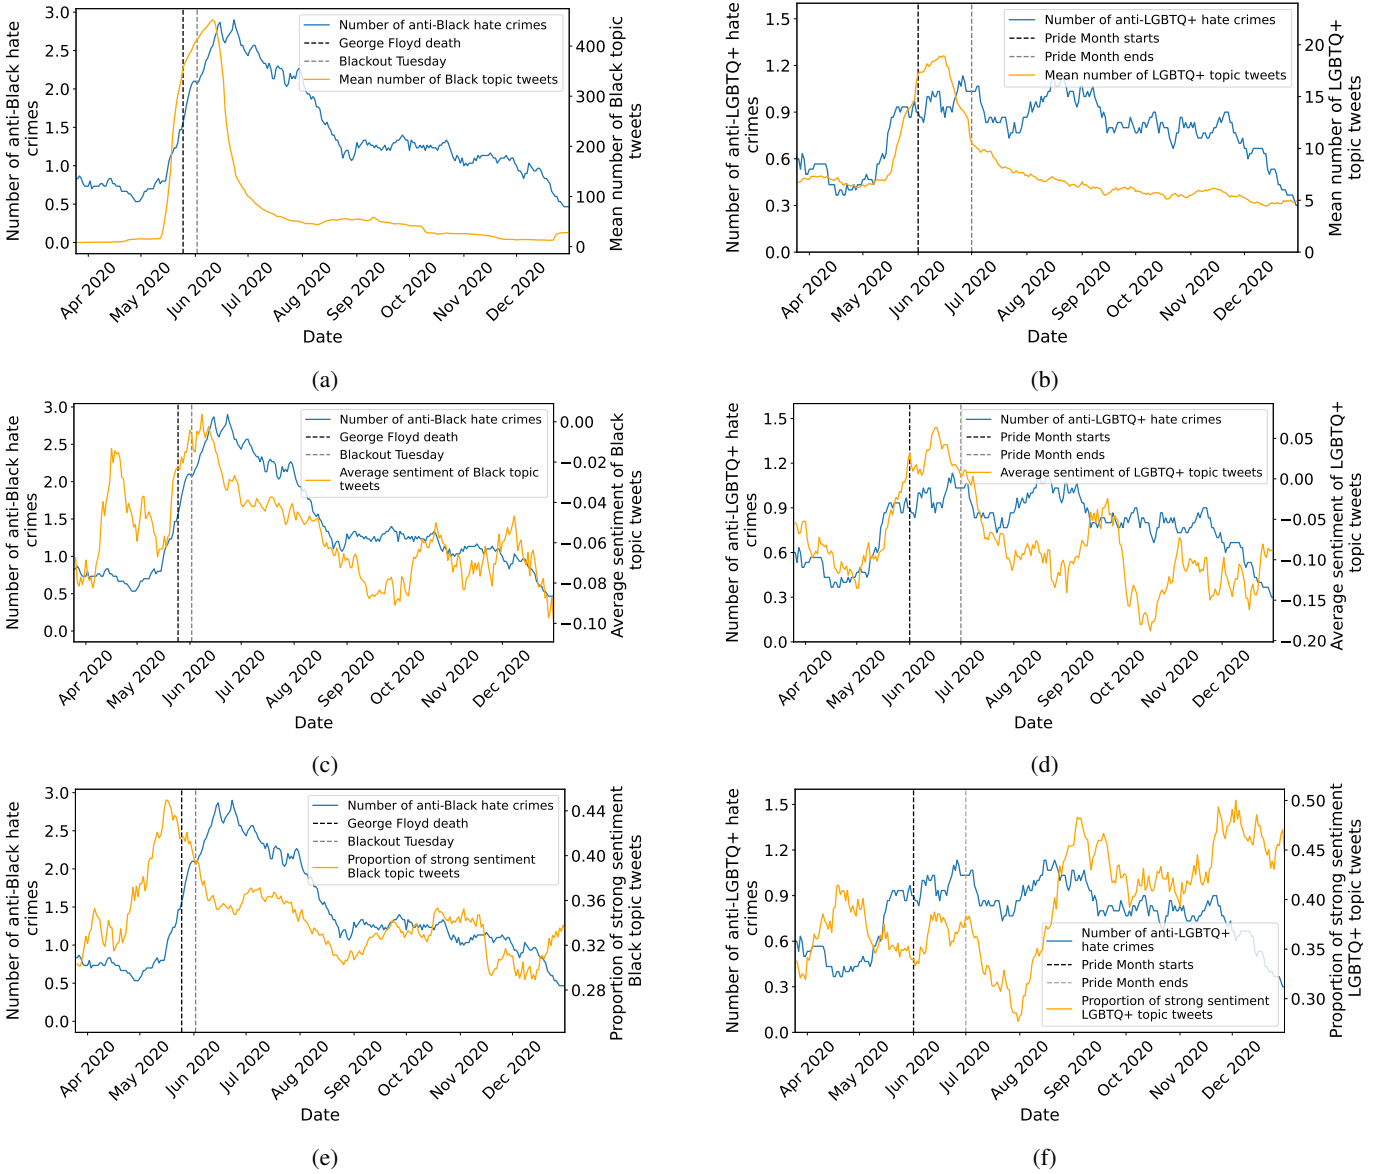 Number of anti-Black hate
crimes
3.0
2.5
2.0
1.5
1.0
0.5
0.0
Number of anti-Black hate crimes
George Floyd death
Blackout Tuesday
Mean number of Black topic tweets
400
300
200
100
0
Mean number of Black topic
tweets
Apr 2020
May 2020
Jun 2020
Jul 2020
Aug 2020
Sep 2020
Oct 2020
Nov 2020
Dec 2020
Date
(a)
Number of anti-LGBTQ+ hate
crimes
1.5
1.2
0.9
0.6
0.3
0.0
Number of anti-LGBTQ+ hate crimes
Pride Month starts
Pride Month ends
Mean number of LGBTQ+ topic tweets
20
15
10
5
0
Mean number of LGBTQ+
topic tweets
Apr 2020
May 2020
Jun 2020
Jul 2020
Aug 2020
Sep 2020
Oct 2020
Nov 2020
Dec 2020
Date
(b)
Number of anti-Black hate
crimes
3.0
2.5
2.0
1.5
1.0
0.5
0.0
Number of anti-Black hate crimes
George Floyd death
Blackout Tuesday
Average sentiment of Black topic
tweets
0.00
−0.02
−0.04
−0.06
−0.08
−0.10
Average sentiment of Black
topic tweets
Apr 2020
May 2020
Jun 2020
Jul 2020
Aug 2020
Sep 2020
Oct 2020
Nov 2020
Dec 2020
Date
(c)
Number of anti-LGBTQ+ hate
crimes
1.5
1.2
0.9
0.6
0.3
0.0
Number of anti-LGBTQ+ hate crimes
Pride Month starts
Pride Month ends
Average sentiment of LGBTQ+ topic tweets
0.05
0.00
−0.05
−0.10
−0.15
−0.20
Average sentiment of LGBTQ+
topic tweets
Apr 2020
May 2020
Jun 2020
Jul 2020
Aug 2020
Sep 2020
Oct 2020
Nov 2020
Dec 2020
Date
(d)
Number of anti-Black hate
crimes
3.0
2.5
2.0
1.5
1.0
0.5
0.0
Number of anti-Black hate crimes
George Floyd death
Blackout Tuesday
Proportion of strong sentiment
Black topic tweets
0.44
0.40
0.36
0.32
0.28
Proportion of strong sentiment
Black topic tweets
Apr 2020
May 2020
Jun 2020
Jul 2020
Aug 2020
Sep 2020
Oct 2020
Nov 2020
Dec 2020
Date
(e)
Number of anti-LGBTQ+ hate
crimes
1.5
1.2
0.9
0.6
0.3
0.0
Number of anti-LGBTQ+
hate crimes
Pride Month starts
Pride Month ends
Proportion of strong sentiment
LGBTQ+ topic tweets
0.50
0.45
0.40
0.35
0.30
Proportion of strong sentiment
LGBTQ+ topic tweets
Apr 2020
May 2020
Jun 2020
Jul 2020
Aug 2020
Sep 2020
Oct 2020
Nov 2020
Dec 2020
Date
(f)